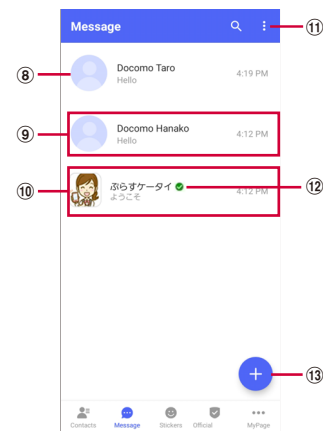 Message
⑪
⑧
Docomo Taro
4:19 PM
Hello
⑨
Docomo Hanako
4:12 PM
Hello
⑩
ぷらすケータイ
4:12 PM
⑫
ようこそ
+
⑬
Contacts
Message
Stickers
Official
MyPage